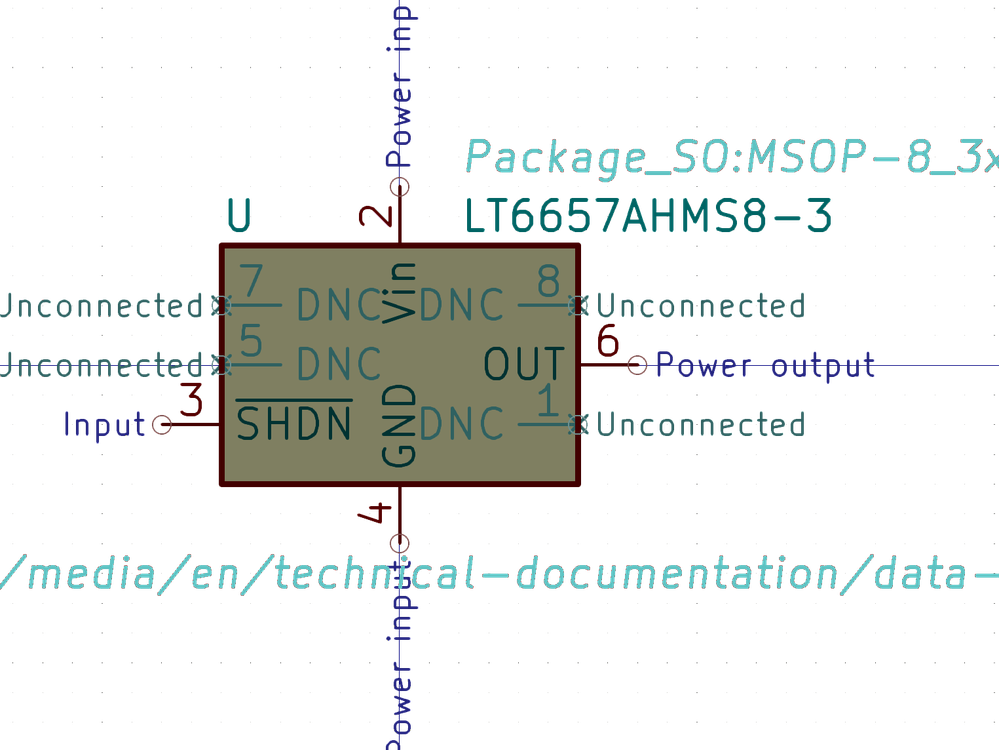 Power inp
Package_SO:MSOP-8_3x
U
LT6657AHMS8-3
2
Vin
7
DNC
DNC
8
Unconnected
Unconnected
5
DNC
OUT
6
Unconnected
Power output
3
SHDN
GND
DNC
1
Input
Unconnected
4
/media/en/technical-documentation/data-
Power input